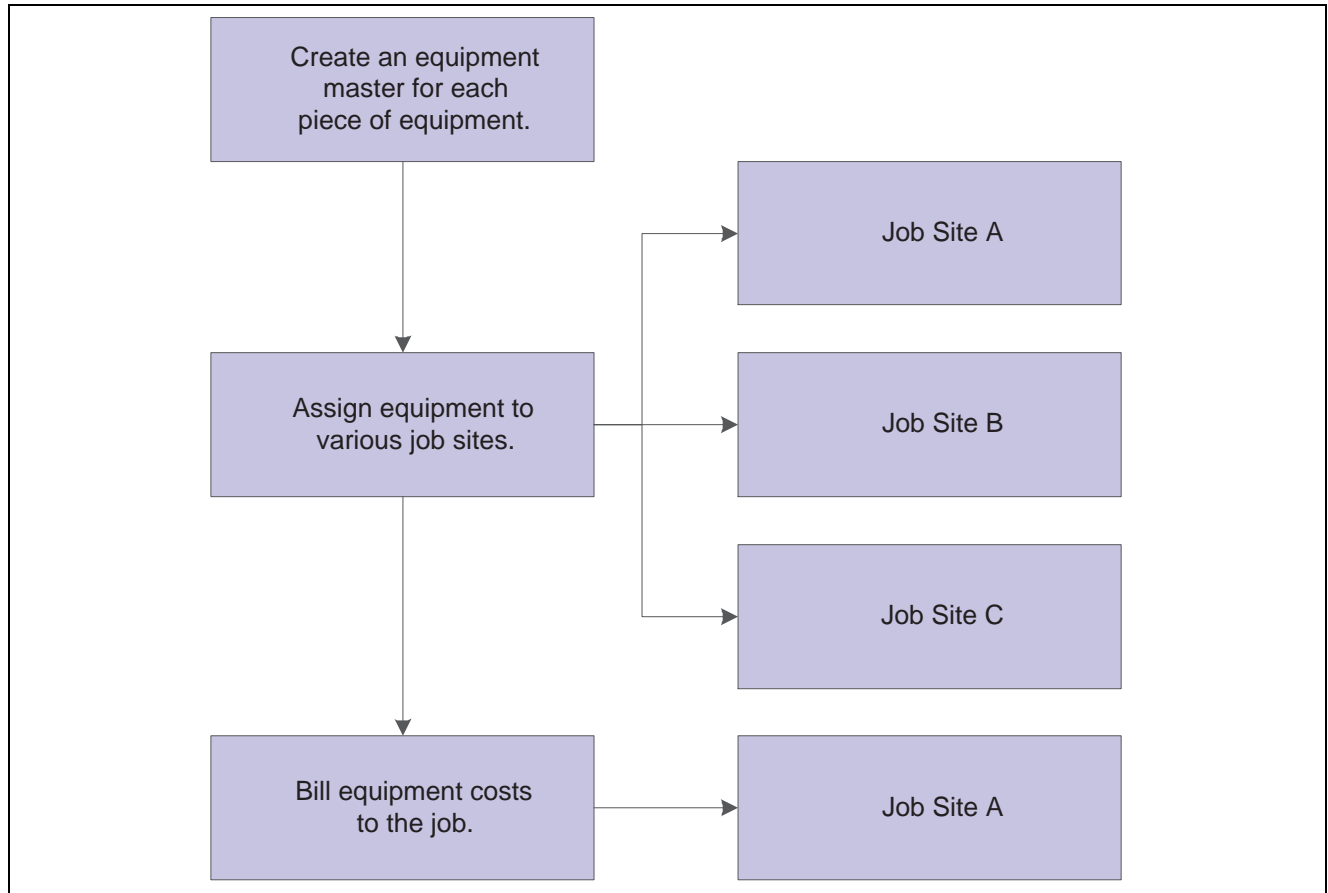 Create an equipment
master for each
piece of equipment.
Job Site A
Assign equipment to
various job sites.
Job Site B
Job Site C
Bill equipment costs
to the job.
Job Site A